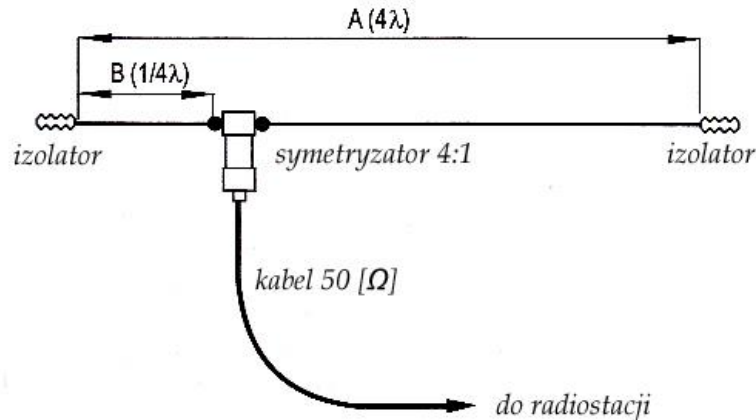 A (4λ)
B (1/4λ)
izolator
symetryzator 4:1
izolator
kabel 50 [Ω]
do radiostacji